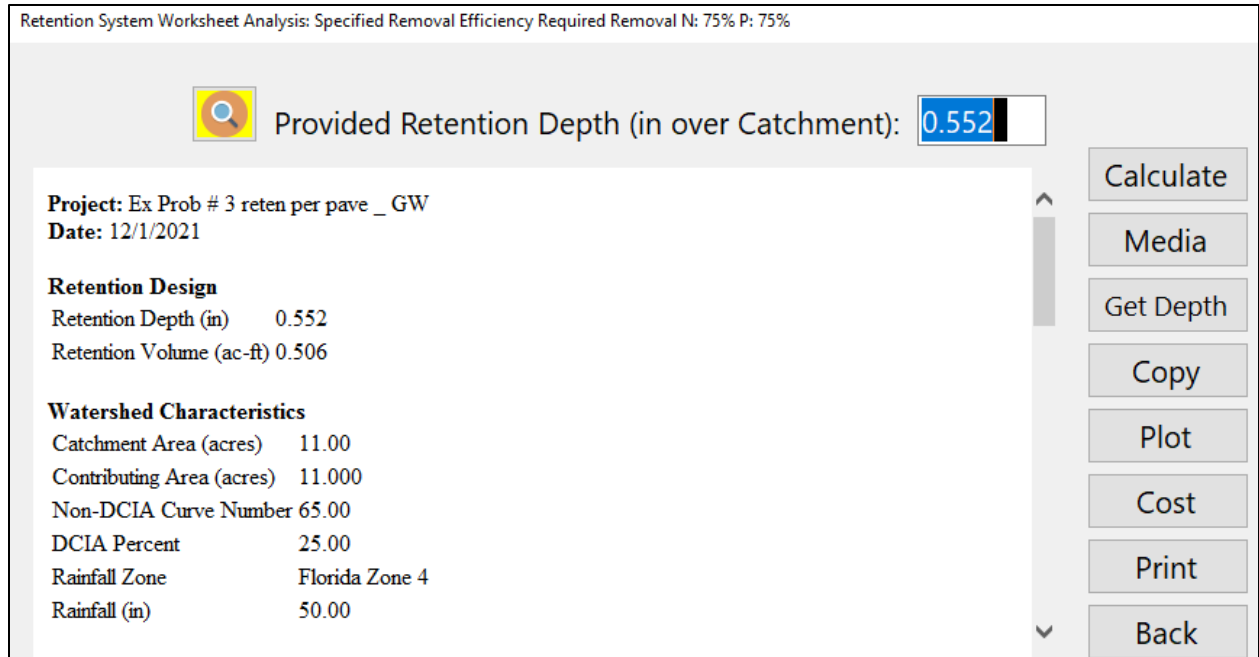 Retention System Worksheet Analysis: Specified Removal Efficiency Required Removal N: 75% P: 75%
Provided Retention Depth (in over Catchment): 0.552
Calculate
Media
Get Depth
Copy
Plot
Cost
Print
Back
Project: Ex Prob # 3 reten per pave _ GW
Date: 12/1/2021
Retention Design
Retention Depth (in) 0.552
Retention Volume (ac-ft) 0.506
Watershed Characteristics
Catchment Area (acres) 11.00
Contributing Area (acres) 11.000
Non-DCIA Curve Number 65.00
DCIA Percent 25.00
Rainfall Zone Florida Zone 4
Rainfall (in) 50.00